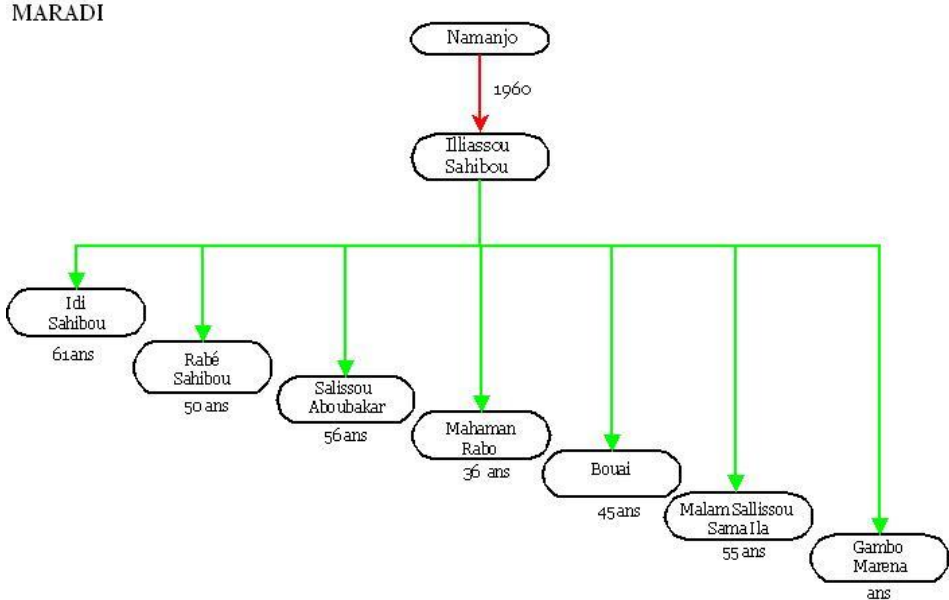 MARADI
Namanjo
1960
Illiassou
Sahibou
Idi
Sahibou
61ans
Rabé
Sahibou
50 ans
Salissou
Aboubakar
56ans
Mahaman
Rabo
36 ans
Bouai
45ans
Malam Sallissou
Sama Ila
55 ans
Gambo
Marena
ans